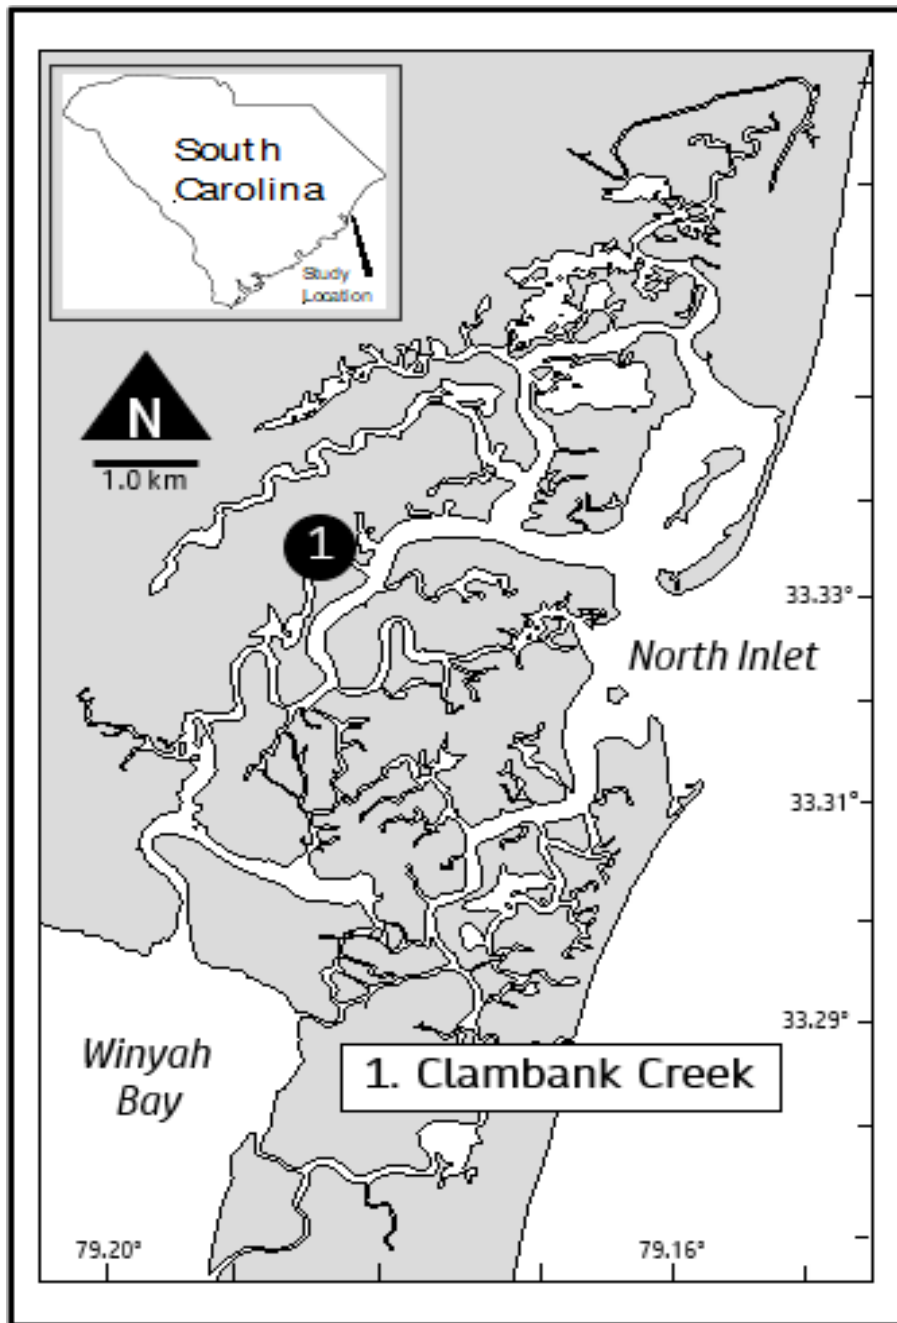 South
Carolina
Study
Location
N
1.0 km
1
33.33°
North Inlet
33.31°
33.29°
Winyah
Bay
1. Clambank Creek
79.20°
79.16°